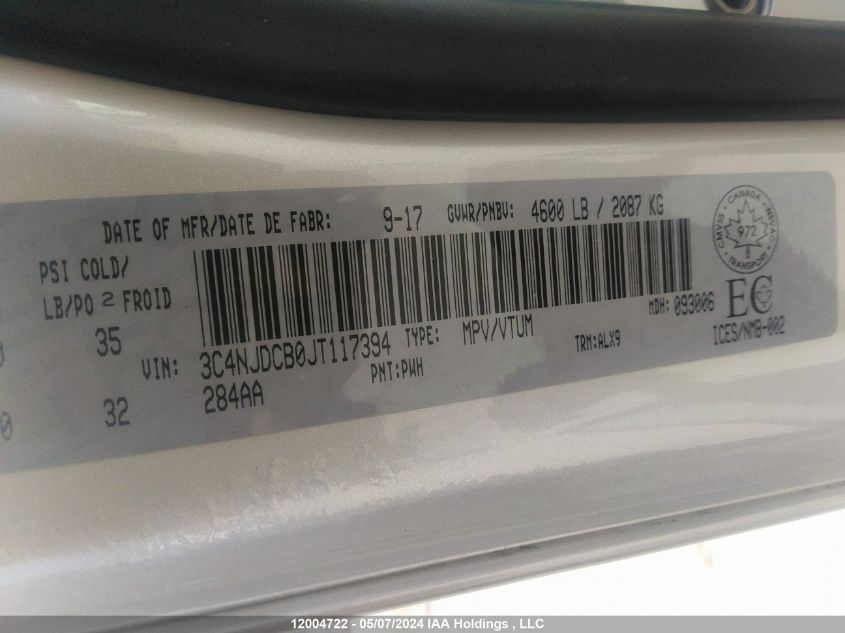 DATE OF MFR/DATE DE FABR: 9-17 GVWR/PNBV: 4600 LB / 2087 KG
PSI COLD/
LB/PO 2 FROID
35
32
VIN: 3C4NJDCB0JT117394 TYPE: MPV/VTUM
284AA
PNT:PWH
TRM:ALX9
MDH: 093006
CMVSS - CANADA - NSVAC
972
TRANSPORT
EC
ICES/NMB-002
12004722 - 05/07/2024 IAA Holdings , LLC